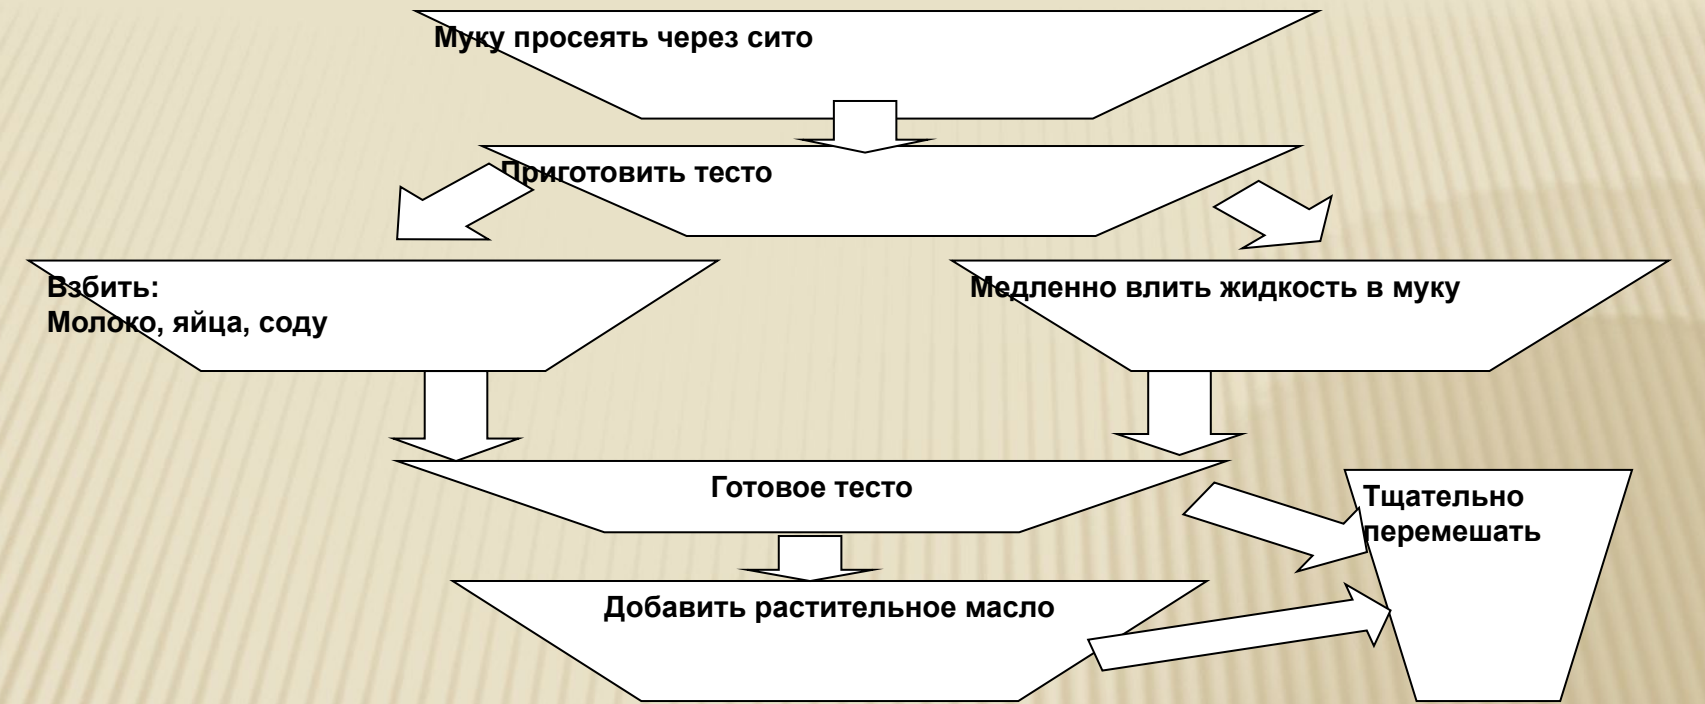 Муку просеять через сито
Приготовить тесто
Взбить:
Молоко, яйца, соду
Медленно влить жидкость в муку
Готовое тесто
Тщательно
перемешать
Добавить растительное масло